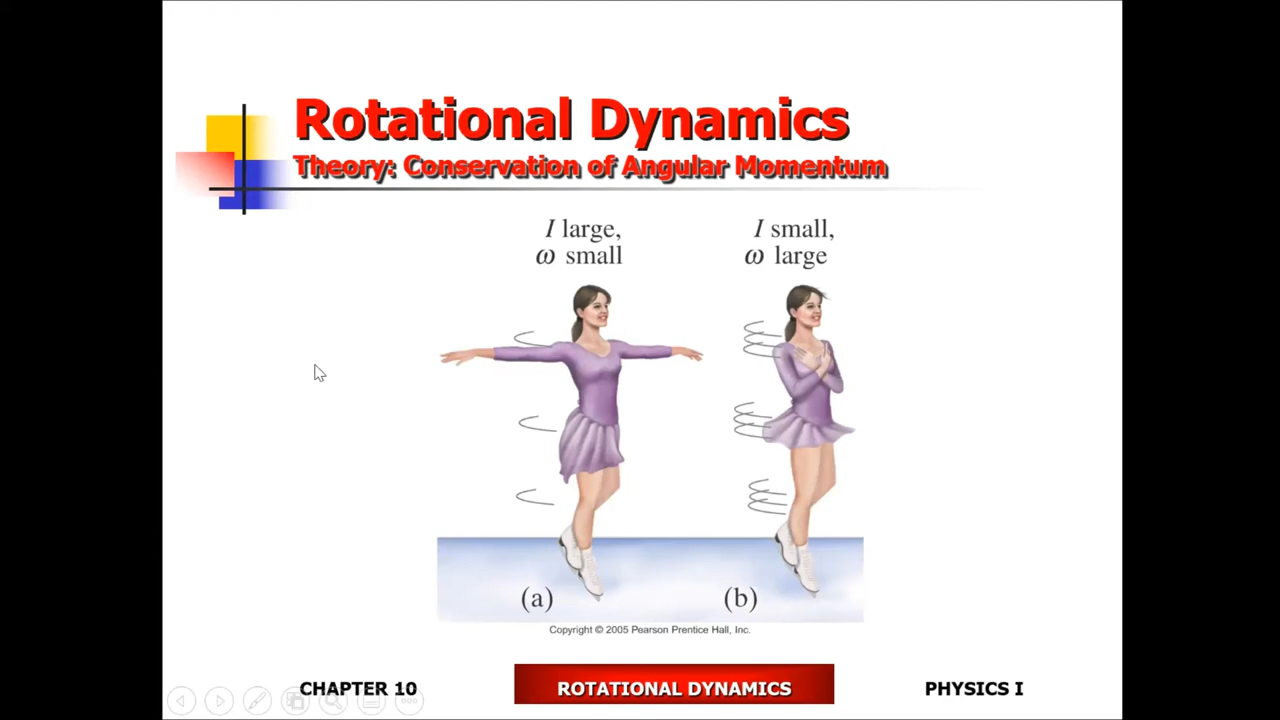 Rotational Dynamics
Theory: Conservation of Angular Momentum
I large,
ω small
I small,
ω large
(a)
(b)
Copyright © 2005 Pearson Prentice Hall, Inc.
CHAPTER 10
ROTATIONAL DYNAMICS
PHYSICS I